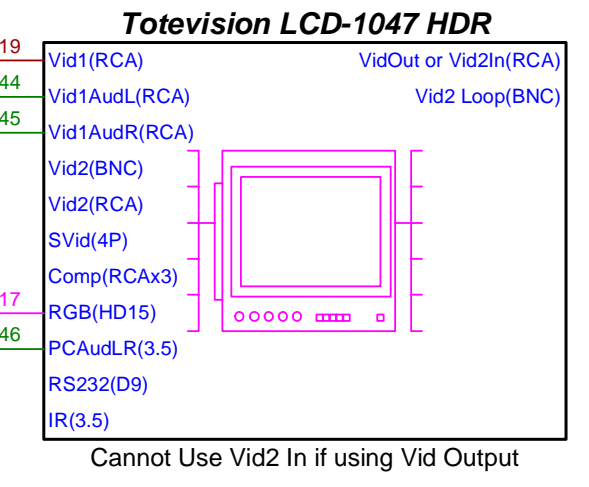 Totevision LCD-1047 HDR
19
Vid1(RCA)
VidOut or Vid2In(RCA)
44
Vid1AudL(RCA)
Vid2 Loop(BNC)
45
Vid1AudR(RCA)
Vid2(BNC)
Vid2(RCA)
SVid(4P)
Comp(RCAx3)
17
RGB(HD15)
46
PCAudLR(3.5)
RS232(D9)
IR(3.5)
Cannot Use Vid2 In if using Vid Output